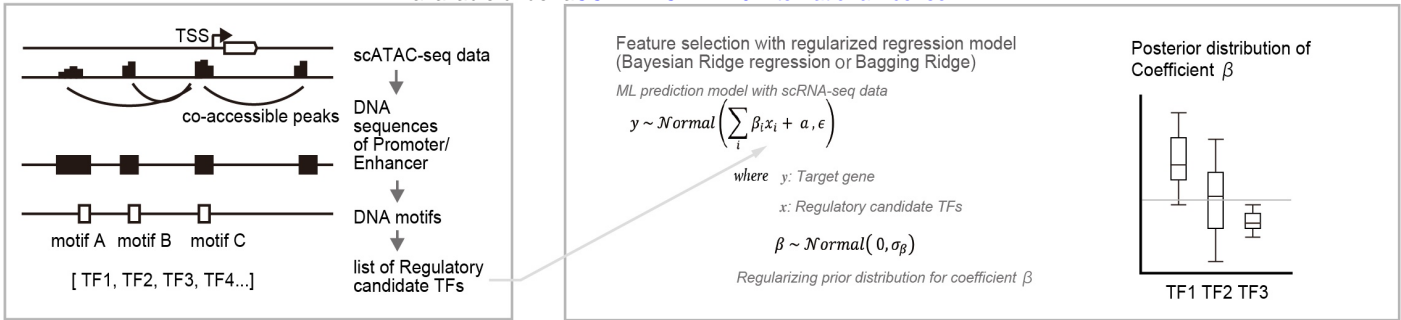 TSS
scATAC-seq data
co-accessible peaks
DNA
sequences
of Promoter/
Enhancer
DNA motifs
motif A motif B motif C
list of Regulatory
candidate TFs
[ TF1, TF2, TF3, TF4...]
Feature selection with regularized regression model
(Bayesian Ridge regression or Bagging Ridge)
ML prediction model with scRNA-seq data
y ~ Normal(∑ᵢ βᵢxᵢ + a , ϵ)
where y: Target gene
x: Regulatory candidate TFs
β ~ Normal( 0, σ_β)
Regularizing prior distribution for coefficient β
Posterior distribution of
Coefficient β
TF1 TF2 TF3